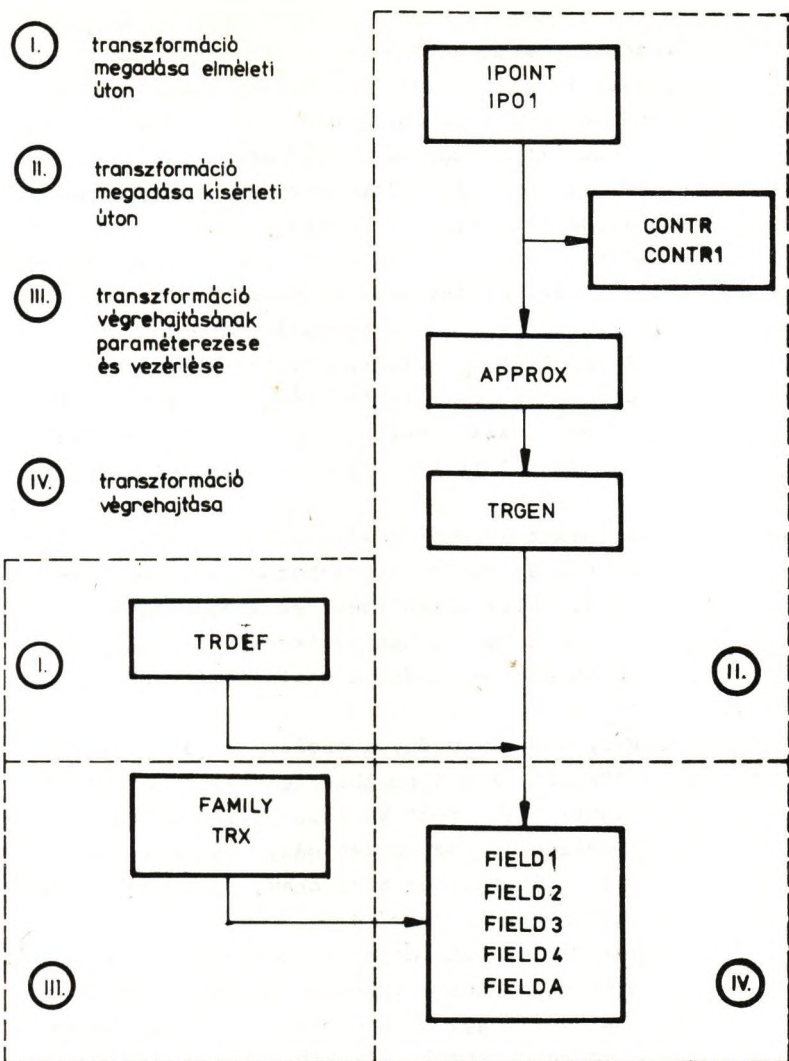 I. transzformáció
megadása elméleti
úton
II. transzformáció
megadása kisérleti
úton
III. transzformáció
végrehajtásának
paraméterezése
és vezérlése
IV. transzformáció
végrehajtása
IPOINT
IPO1
CONTR
CONTR1
APPROX
TRGEN
I.
TRDEF
II.
FAMILY
TRX
FIELD1
FIELD2
FIELD3
FIELD4
FIELDA
III.
IV.